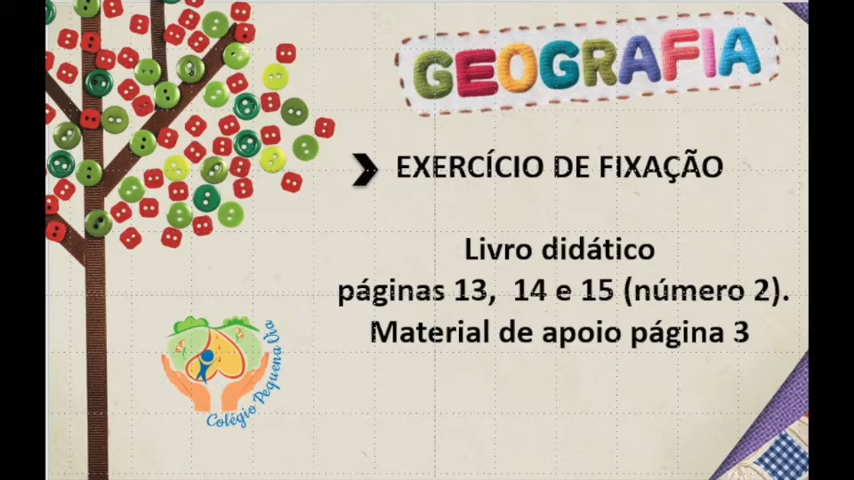 GEOGRAFIA
EXERCÍCIO DE FIXAÇÃO
Livro didático
páginas 13, 14 e 15 (número 2).
Material de apoio página 3
Colégio Pequena Via